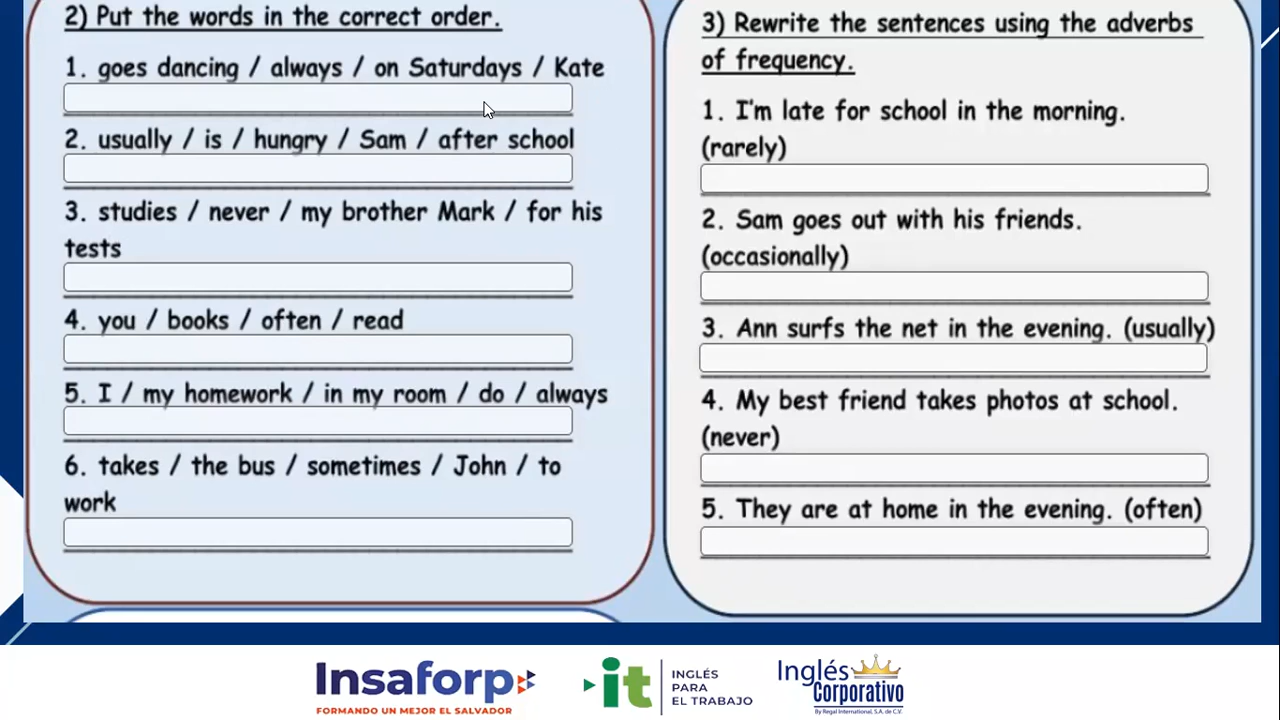 2) Put the words in the correct order.
1. goes dancing / always / on Saturdays / Kate
2. usually / is / hungry / Sam / after school
3. studies / never / my brother Mark / for his
tests
4. you / books / often / read
5. I / my homework / in my room / do / always
6. takes / the bus / sometimes / John / to
work
3) Rewrite the sentences using the adverbs
of frequency.
1. I'm late for school in the morning.
(rarely)
2. Sam goes out with his friends.
(occasionally)
3. Ann surfs the net in the evening. (usually)
4. My best friend takes photos at school.
(never)
5. They are at home in the evening. (often)
Insaforp
FORMANDO UN MEJOR EL SALVADOR
it
INGLÉS
PARA
EL TRABAJO
Inglés
Corporativo
By Regal International, S.A. de C.V.